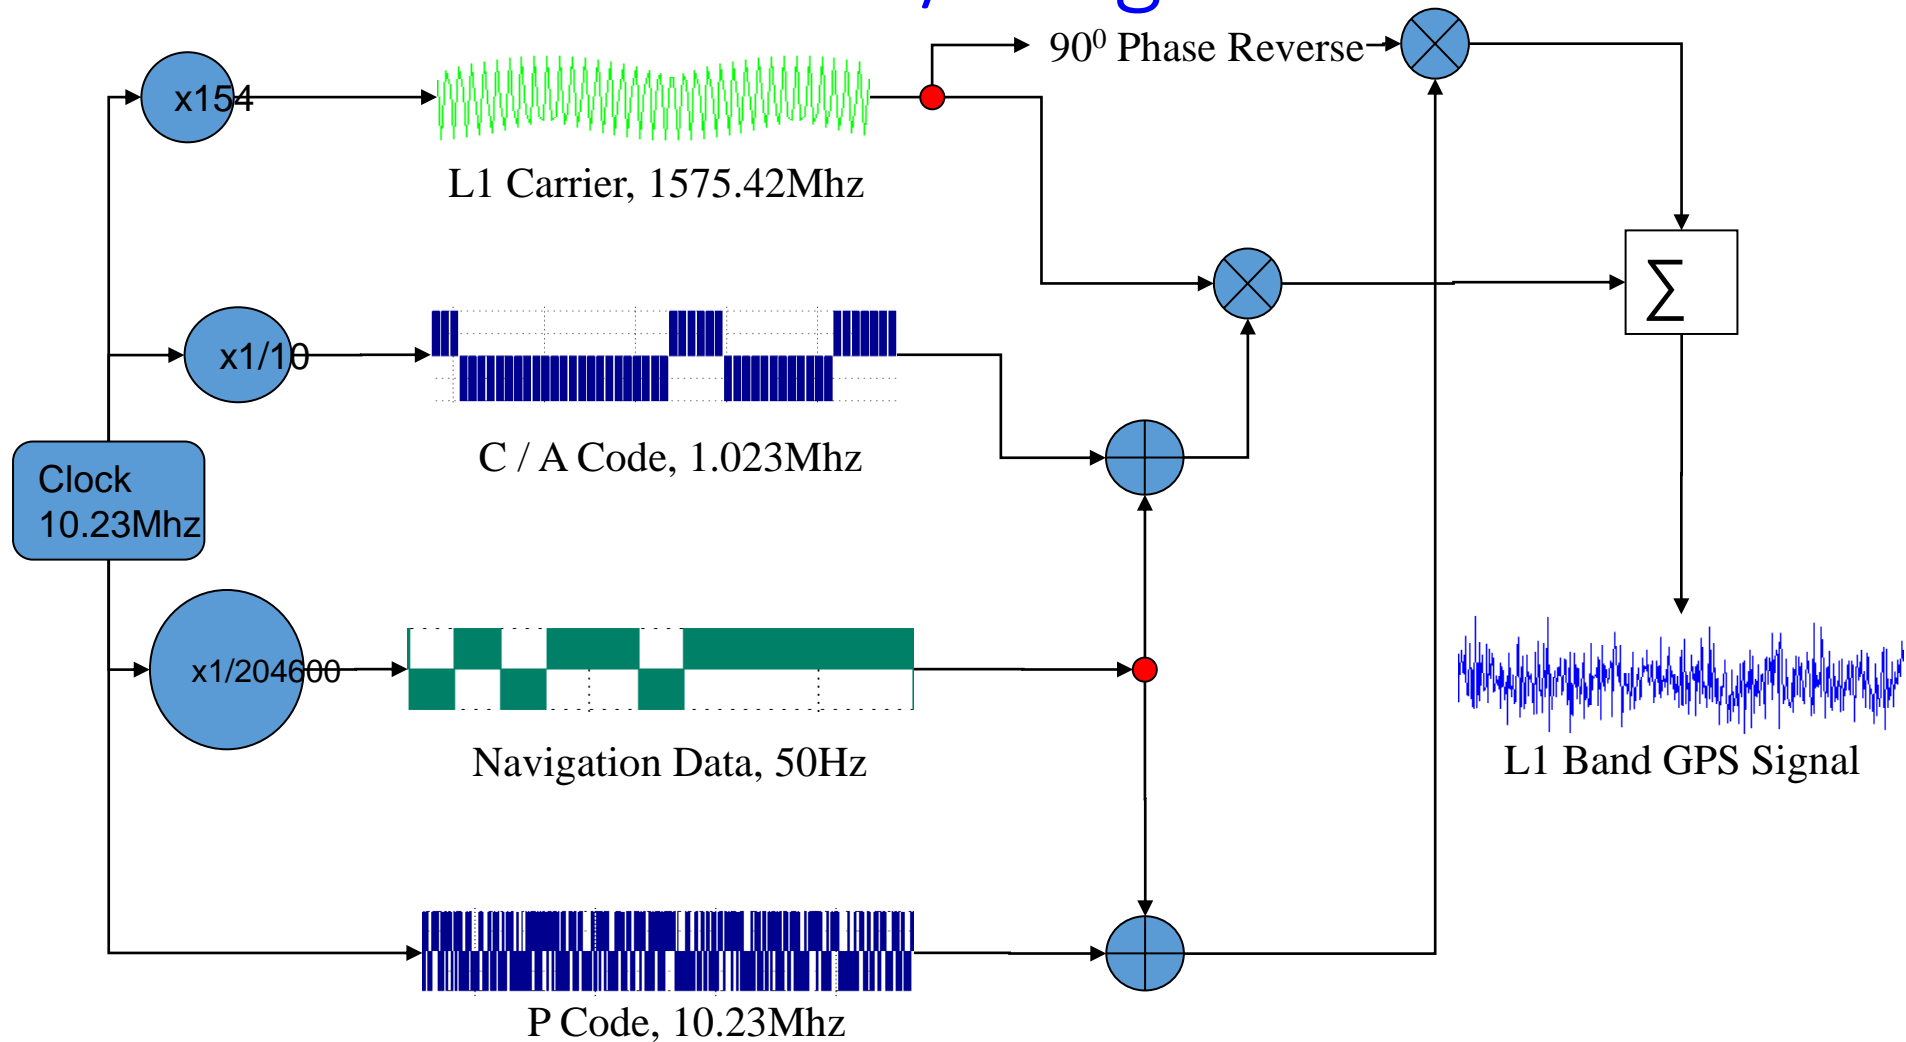 90⁰ Phase Reverse
x154
L1 Carrier, 1575.42Mhz
∑
x1/10
C / A Code, 1.023Mhz
Clock
10.23Mhz
x1/204600
Navigation Data, 50Hz
L1 Band GPS Signal
P Code, 10.23Mhz